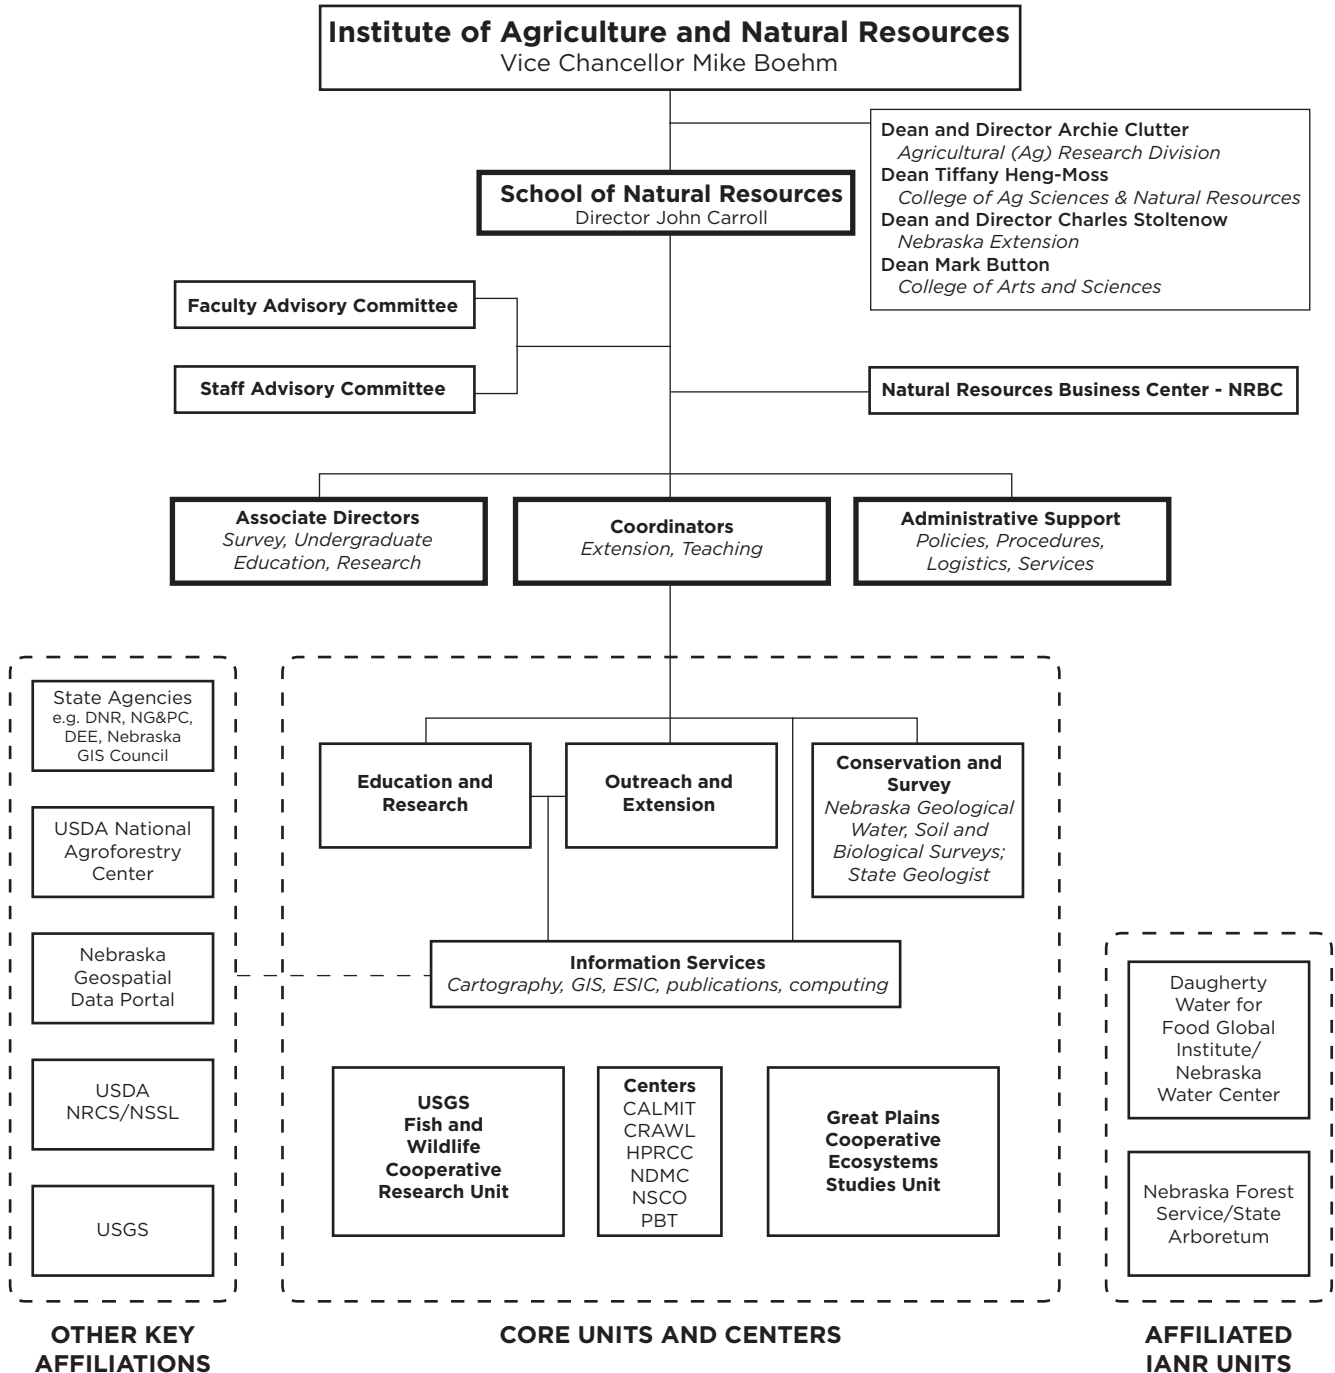 Institute of Agriculture and Natural Resources
Vice Chancellor Mike Boehm
Dean and Director Archie Clutter
Agricultural (Ag) Research Division
Dean Tiffany Heng-Moss
College of Ag Sciences & Natural Resources
Dean and Director Charles Stoltenow
Nebraska Extension
Dean Mark Button
College of Arts and Sciences
School of Natural Resources
Director John Carroll
Faculty Advisory Committee
Staff Advisory Committee
Natural Resources Business Center - NRBC
Associate Directors
Survey, Undergraduate
Education, Research
Coordinators
Extension, Teaching
Administrative Support
Policies, Procedures,
Logistics, Services
State Agencies
e.g. DNR, NG&PC,
DEE, Nebraska
GIS Council
USDA National
Agroforestry
Center
Nebraska
Geospatial
Data Portal
USDA
NRCS/NSSL
USGS
OTHER KEY
AFFILIATIONS
Education and
Research
Outreach and
Extension
Conservation and
Survey
Nebraska Geological
Water, Soil and
Biological Surveys;
State Geologist
Information Services
Cartography, GIS, ESIC, publications, computing
USGS
Fish and
Wildlife
Cooperative
Research Unit
Centers
CALMIT
CRAWL
HPRCC
NDMC
NSCO
PBT
Great Plains
Cooperative
Ecosystems
Studies Unit
CORE UNITS AND CENTERS
Daugherty
Water for
Food Global
Institute/
Nebraska
Water Center
Nebraska Forest
Service/State
Arboretum
AFFILIATED
IANR UNITS